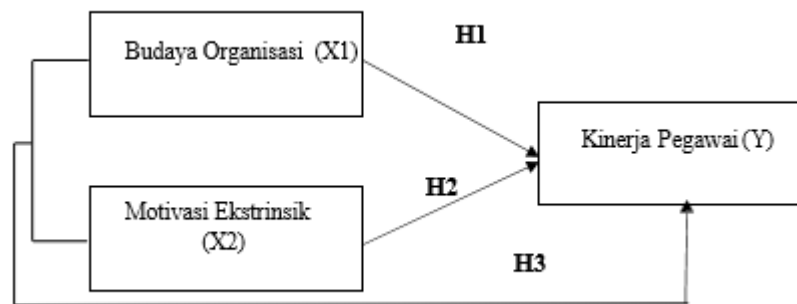 Budaya Organisasi (X1)
H1
Kinerja Pegawai (Y)
Motivasi Ekstrinsik
(X2)
H2
H3